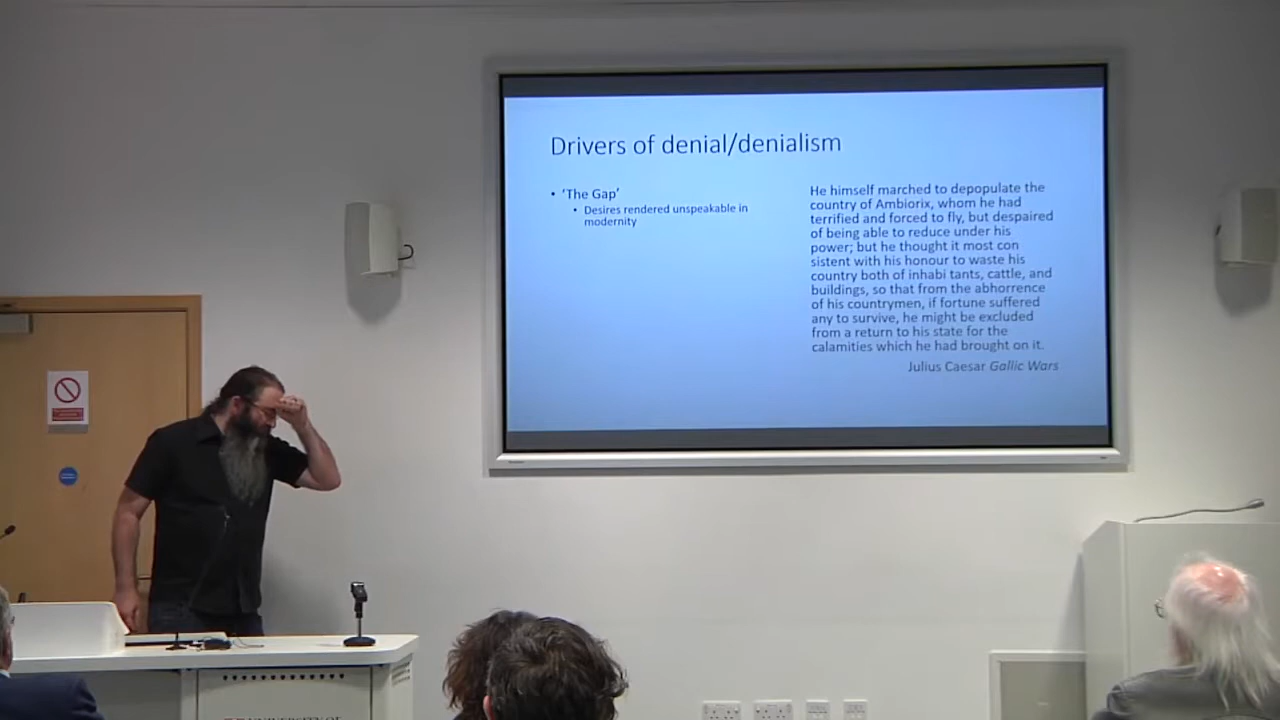 Drivers of denial/denialism
• 'The Gap'
• Desires rendered unspeakable in
modernity
He himself marched to depopulate the
country of Ambiorix, whom he had
terrified and forced to fly, but despaired
of being able to reduce under his
power; but he thought it most con
sistent with his honour to waste his
country both of inhabi tants, cattle, and
buildings, so that from the abhorrence
of his countrymen, if fortune suffered
any to survive, he might be excluded
from a return to his state for the
calamities which he had brought on it.
Julius Caesar Gallic Wars
UNIVERSITY OF